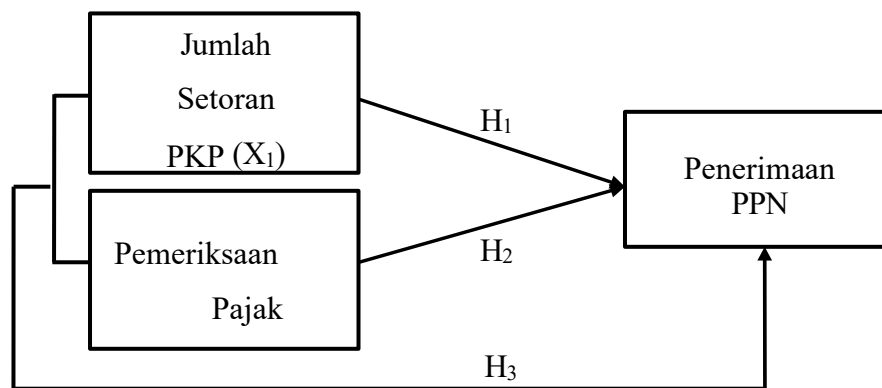 Jumlah
Setoran
PKP (X₁)
H₁
Penerimaan
PPN
Pemeriksaan
Pajak
H₂
H₃